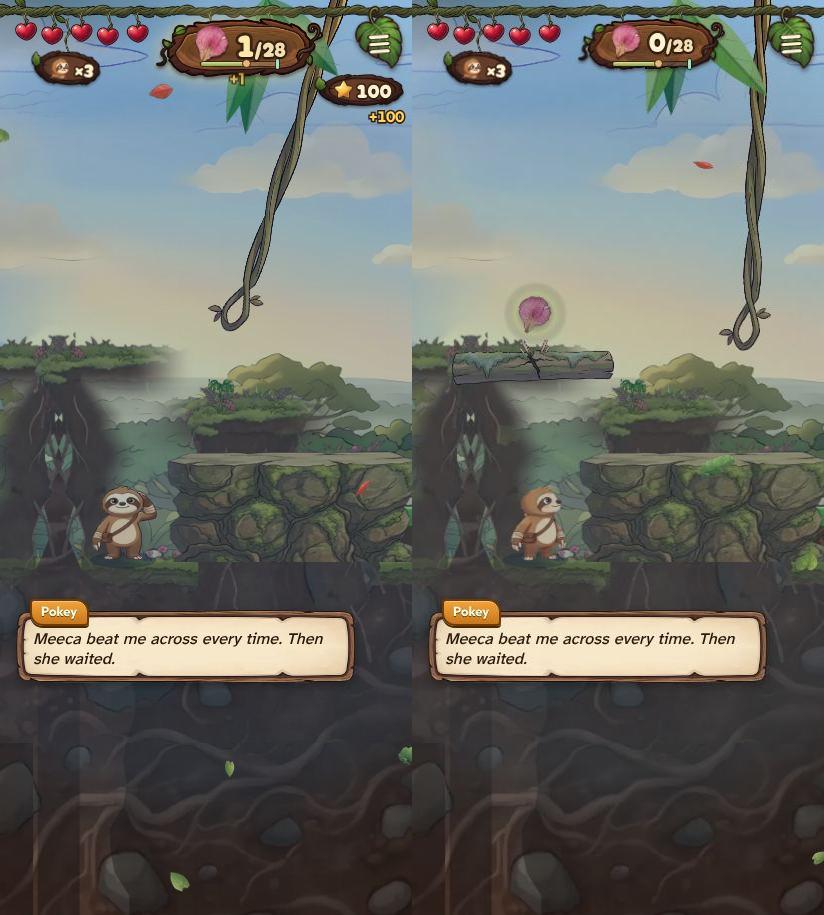 1/28
×3
+1
100
+100
Pokey
Meeca beat me across every time. Then
she waited.
0/28
×3
Pokey
Meeca beat me across every time. Then
she waited.